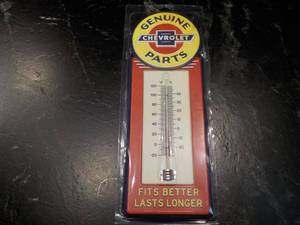 GENUINE
CHEVROLET
PARTS
FITS BETTER
LASTS LONGER